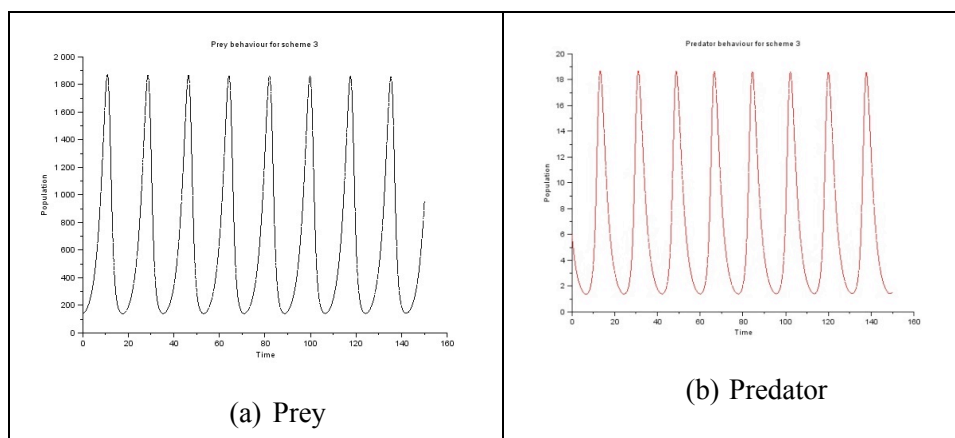 Prey behaviour for scheme 3
2 000
1 800
1 600
1 400
1 200
1 000
800
600
400
200
0
Population
0 20 40 60 80 100 120 140 160
Time
(a) Prey
Predator behaviour for scheme 3
20
18
16
14
12
10
8
6
4
2
0
Population
0 20 40 60 80 100 120 140 160
Time
(b) Predator